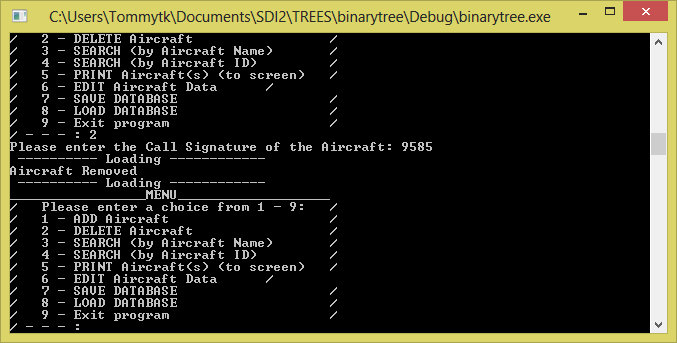 C:\Users\Tommytk\Documents\SDI2\TREES\binarytree\Debug\binarytree.exe
/   2 - DELETE Aircraft                 /
/   3 - SEARCH (by Aircraft Name)       /
/   4 - SEARCH (by Aircraft ID)         /
/   5 - PRINT Aircraft(s) (to screen)   /
/   6 - EDIT Aircraft Data      /
/   7 - SAVE DATABASE                   /
/   8 - LOAD DATABASE                   /
/   9 - Exit program                    /
/ - - - : 2
Please enter the Call Signature of the Aircraft: 9585
 ---------- Loading ------------
Aircraft Removed
 ---------- Loading ------------
_________________MENU___________________
/   Please enter a choice from 1 - 9:   /
/   1 - ADD Aircraft                    /
/   2 - DELETE Aircraft                 /
/   3 - SEARCH (by Aircraft Name)       /
/   4 - SEARCH (by Aircraft ID)         /
/   5 - PRINT Aircraft(s) (to screen)   /
/   6 - EDIT Aircraft Data      /
/   7 - SAVE DATABASE                   /
/   8 - LOAD DATABASE                   /
/   9 - Exit program                    /
/ - - - :